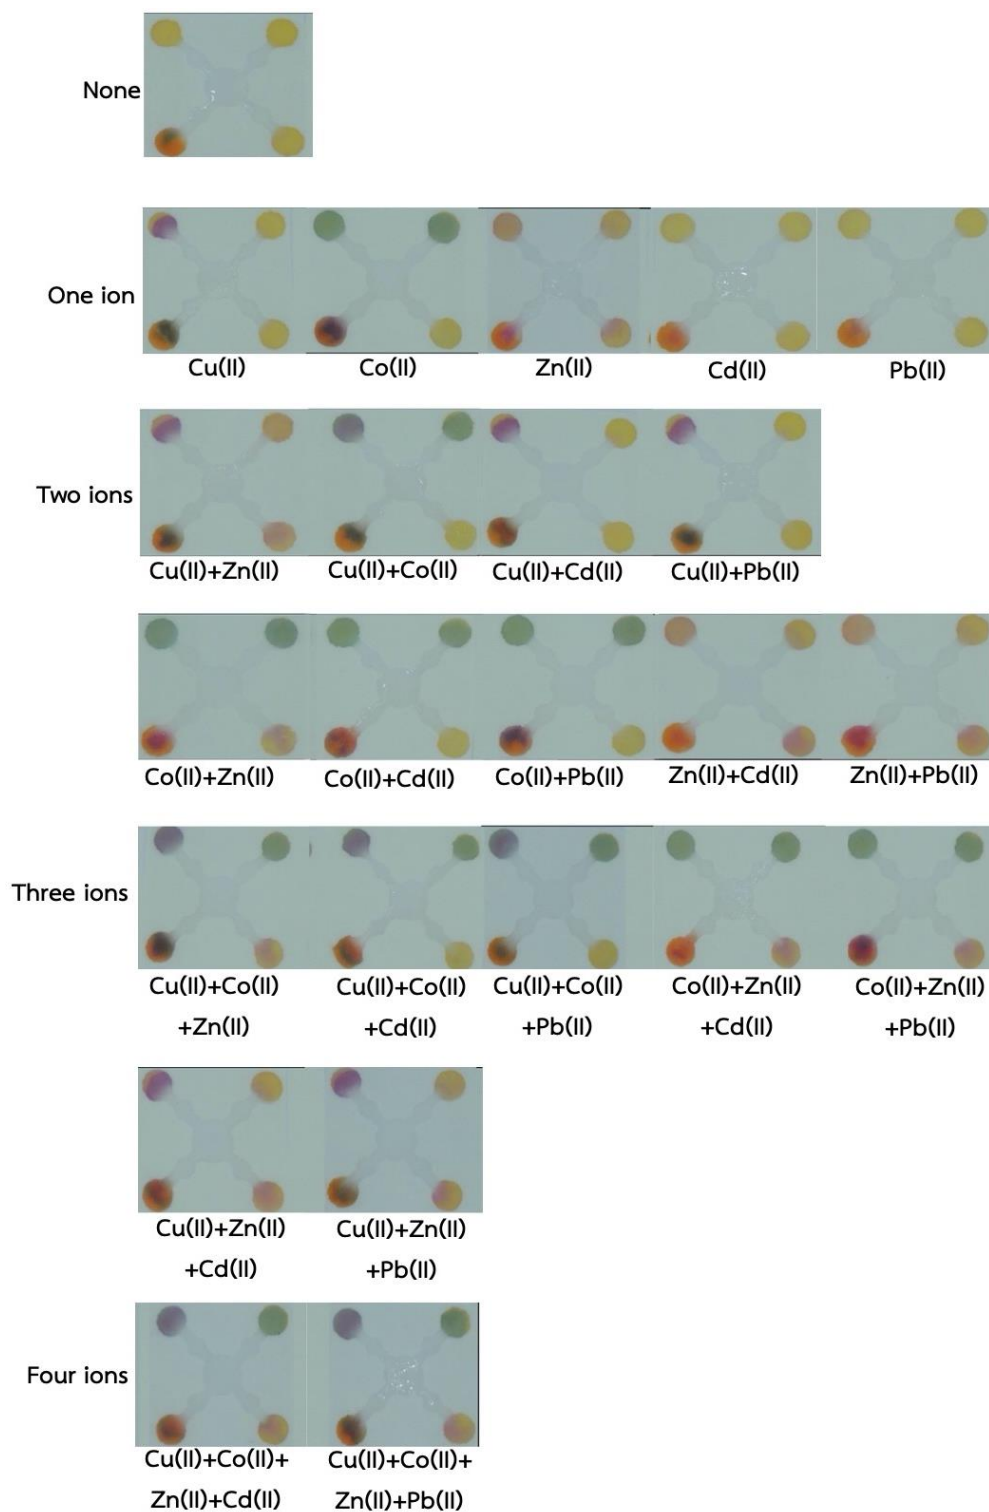 None
One ion
Cu(II) Co(II) Zn(II) Cd(II) Pb(II)
Two ions
Cu(II)+Zn(II) Cu(II)+Co(II) Cu(II)+Cd(II) Cu(II)+Pb(II)
Co(II)+Zn(II) Co(II)+Cd(II) Co(II)+Pb(II) Zn(II)+Cd(II) Zn(II)+Pb(II)
Three ions
Cu(II)+Co(II) Cu(II)+Co(II) Cu(II)+Co(II) Co(II)+Zn(II) Co(II)+Zn(II)
+Zn(II) +Cd(II) +Pb(II) +Cd(II) +Pb(II)
Cu(II)+Zn(II) Cu(II)+Zn(II)
+Cd(II) +Pb(II)
Four ions
Cu(II)+Co(II)+ Cu(II)+Co(II)+
Zn(II)+Cd(II) Zn(II)+Pb(II)